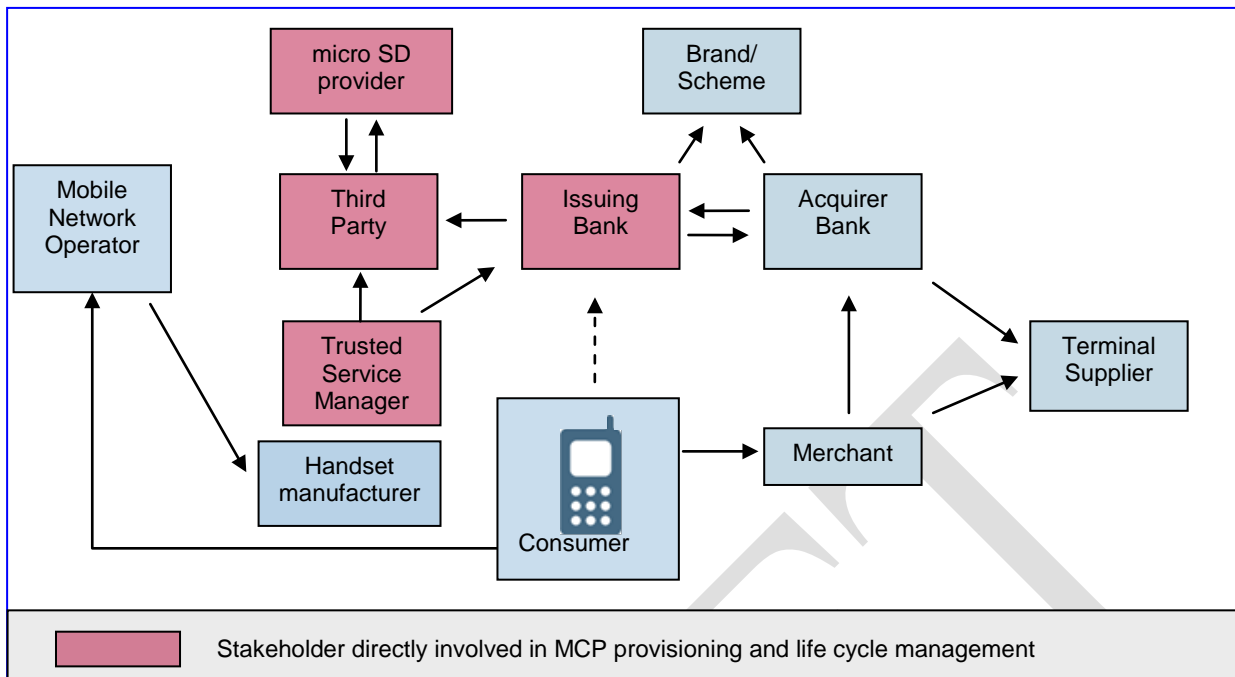 micro SD
provider
Brand/
Scheme
Mobile
Network
Operator
Third
Party
Issuing
Bank
Acquirer
Bank
Trusted
Service
Manager
Terminal
Supplier
Handset
manufacturer
Merchant
Consumer
Stakeholder directly involved in MCP provisioning and life cycle management